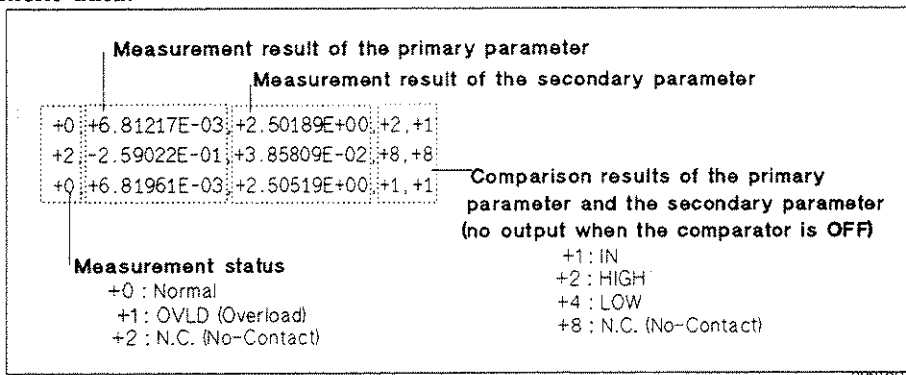 Measurement result of the primary parameter
Measurement result of the secondary parameter
+0,+6.81217E-03,+2.50189E+00,+2,+1
+2,-2.59022E-01,+3.85809E-02,+8,+8
+0,+6.81961E-03,+2.50519E+00,+1,+1
Comparison results of the primary
parameter and the secondary parameter
(no output when the comparator is OFF)
+1 : IN
+2 : HIGH
+4 : LOW
+8 : N.C. (No-Contact)
Measurement status
+0 : Normal
+1 : OVLD (Overload)
+2 : N.C. (No-Contact)